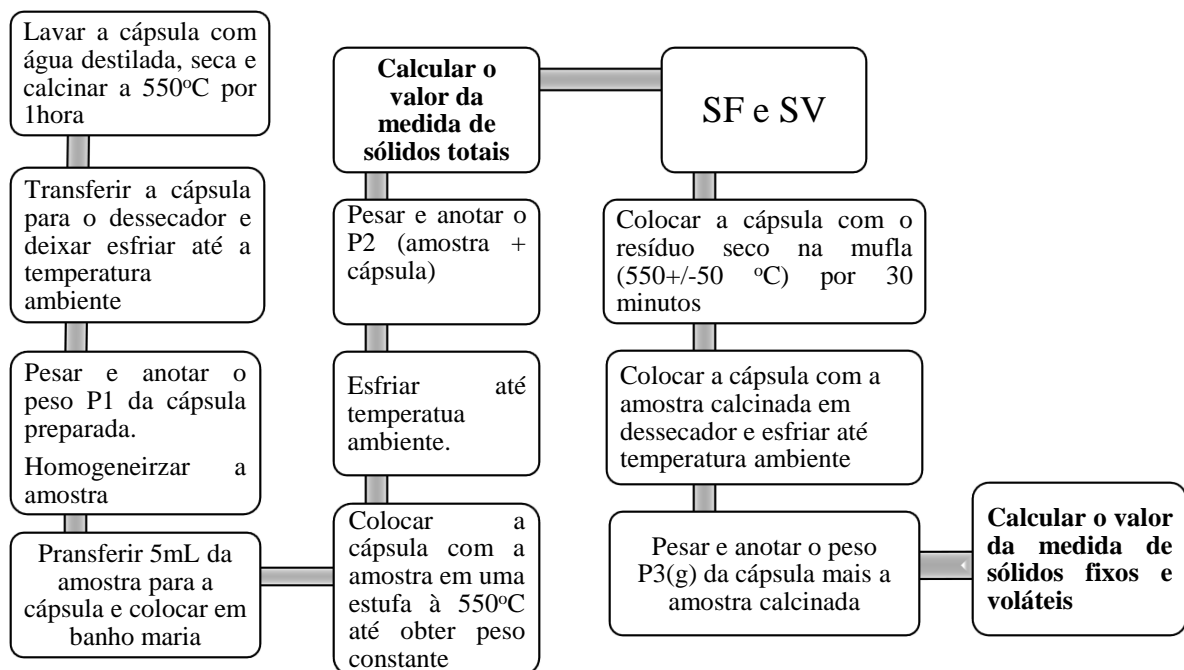 Lavar a cápsula com
água destilada, seca e
calcinar a 550ºC por
1hora
Transferir a cápsula
para o dessecador e
deixar esfriar até a
temperatura
ambiente
Pesar e anotar o
peso P1 da cápsula
preparada.
Homogeneirzar a
amostra
Pransferir 5mL da
amostra para a
cápsula e colocar em
banho maria
Colocar a
cápsula com a
amostra em uma
estufa à 550ºC
até obter peso
constante
Esfriar até
temperatua
ambiente.
Pesar e anotar o
P2 (amostra +
cápsula)
Calcular o
valor da
medida de
sólidos totais
SF e SV
Colocar a cápsula com o
resíduo seco na mufla
(550+/-50 ºC) por 30
minutos
Colocar a cápsula com a
amostra calcinada em
dessecador e esfriar até
temperatura ambiente
Pesar e anotar o peso
P3(g) da cápsula mais a
amostra calcinada
Calcular o valor
da medida de
sólidos fixos e
voláteis